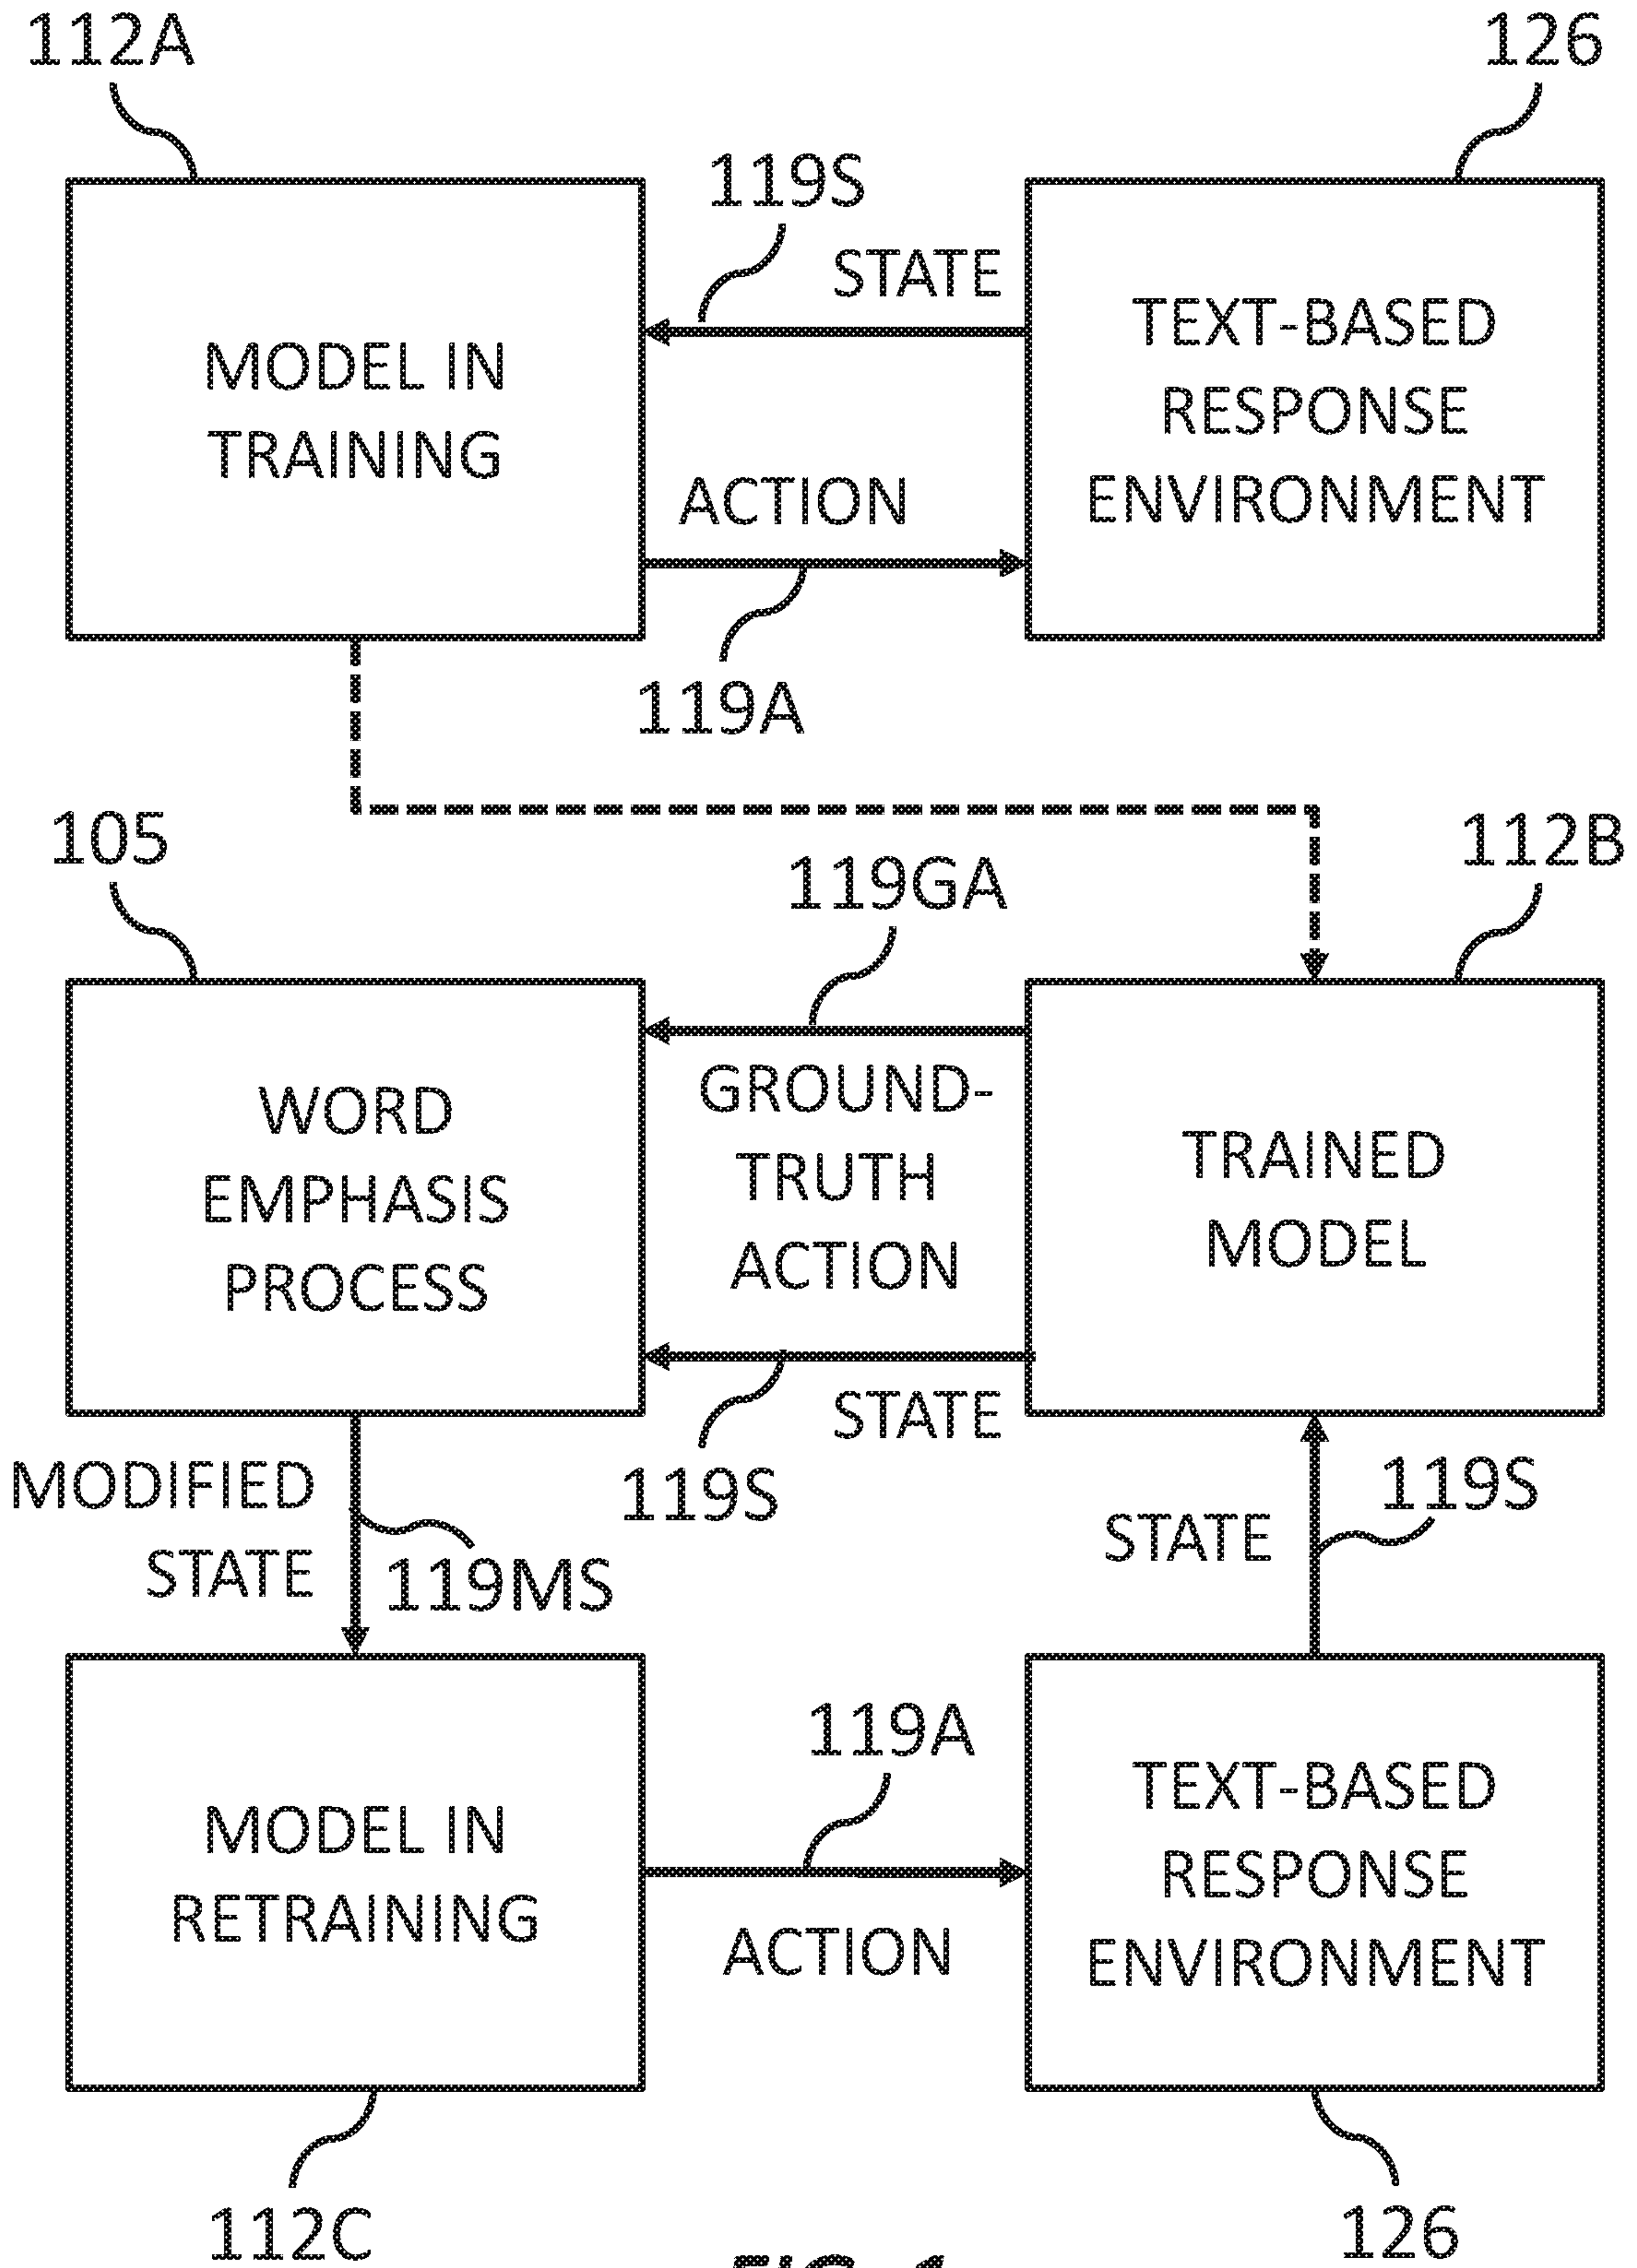 112A
126
119S
STATE
MODEL IN
TRAINING
TEXT-BASED
RESPONSE
ENVIRONMENT
ACTION
119A
105
119GA
112B
WORD
EMPHASIS
PROCESS
GROUND-
TRUTH
ACTION
TRAINED
MODEL
STATE
119S
MODIFIED
STATE
119MS
STATE
119S
MODEL IN
RETRAINING
119A
ACTION
TEXT-BASED
RESPONSE
ENVIRONMENT
112C
126